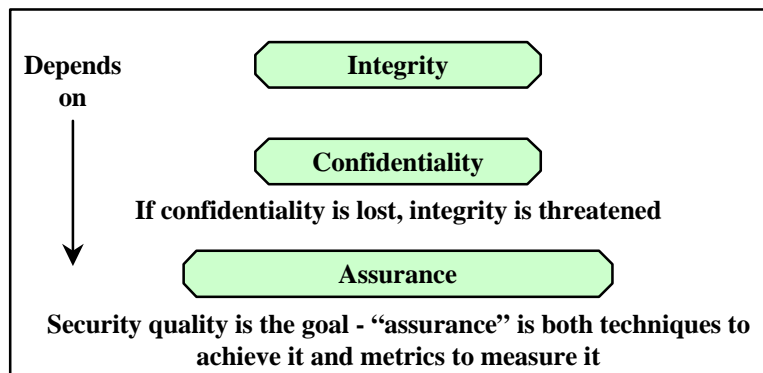 Depends
on
Integrity
Confidentiality
If confidentiality is lost, integrity is threatened
Assurance
Security quality is the goal - “assurance” is both techniques to
achieve it and metrics to measure it